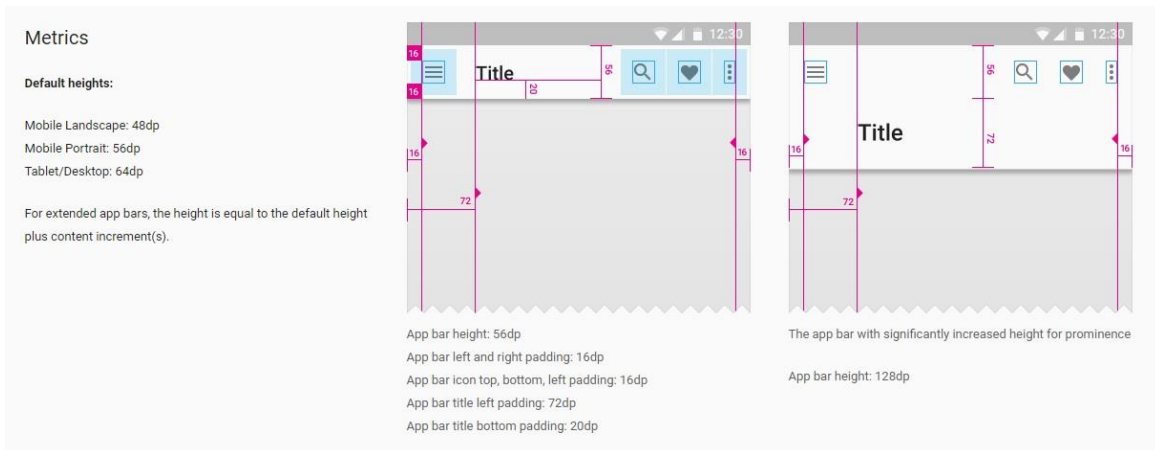 Metrics
Default heights:
Mobile Landscape: 48dp
Mobile Portrait: 56dp
Tablet/Desktop: 64dp
For extended app bars, the height is equal to the default height
plus content increment(s).
12:30
16
Title
56
20
16
16
16
72
App bar height: 56dp
App bar left and right padding: 16dp
App bar icon top, bottom, left padding: 16dp
App bar title left padding: 72dp
App bar title bottom padding: 20dp
12:30
56
Title
72
16
16
72
The app bar with significantly increased height for prominence
App bar height: 128dp